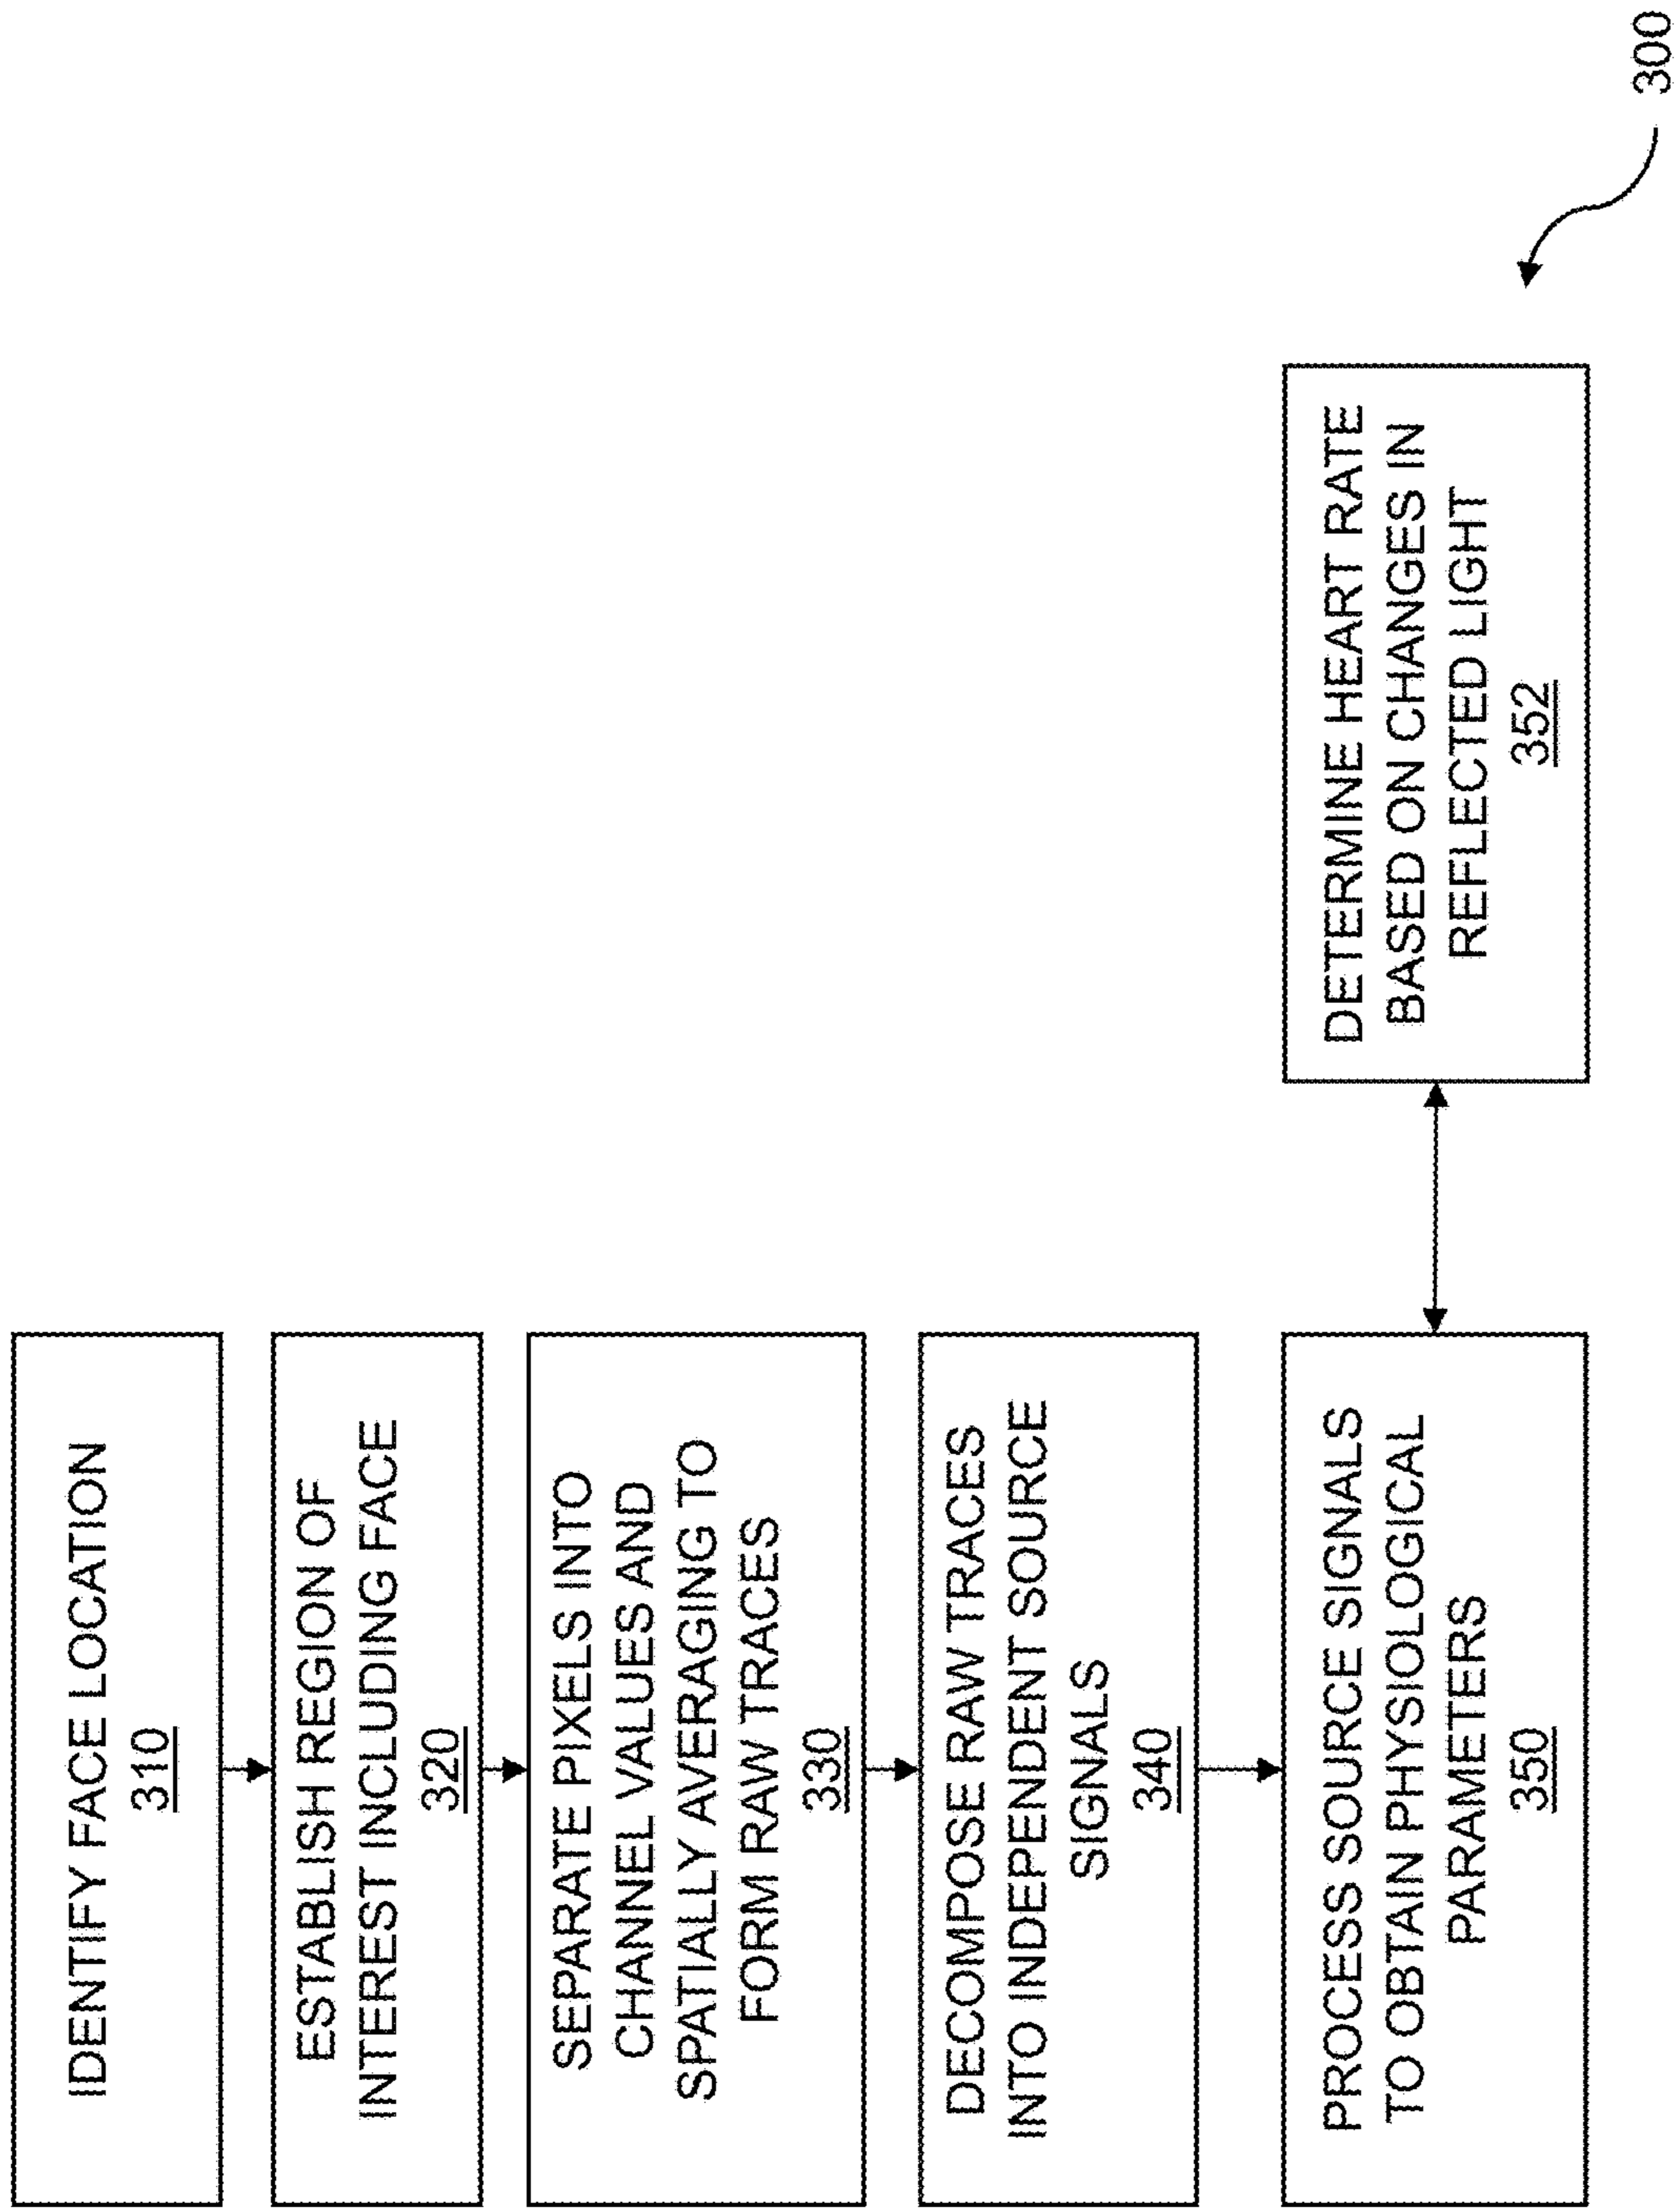 IDENTIFY FACE LOCATION
310
ESTABLISH REGION OF
INTEREST INCLUDING FACE
320
SEPARATE PIXELS INTO
CHANNEL VALUES AND
SPATIALLY AVERAGING TO
FORM RAW TRACES
330
DECOMPOSE RAW TRACES
INTO INDEPENDENT SOURCE
SIGNALS
340
PROCESS SOURCE SIGNALS
TO OBTAIN PHYSIOLOGICAL
PARAMETERS
350
DETERMINE HEART RATE
BASED ON CHANGES IN
REFLECTED LIGHT
352
300